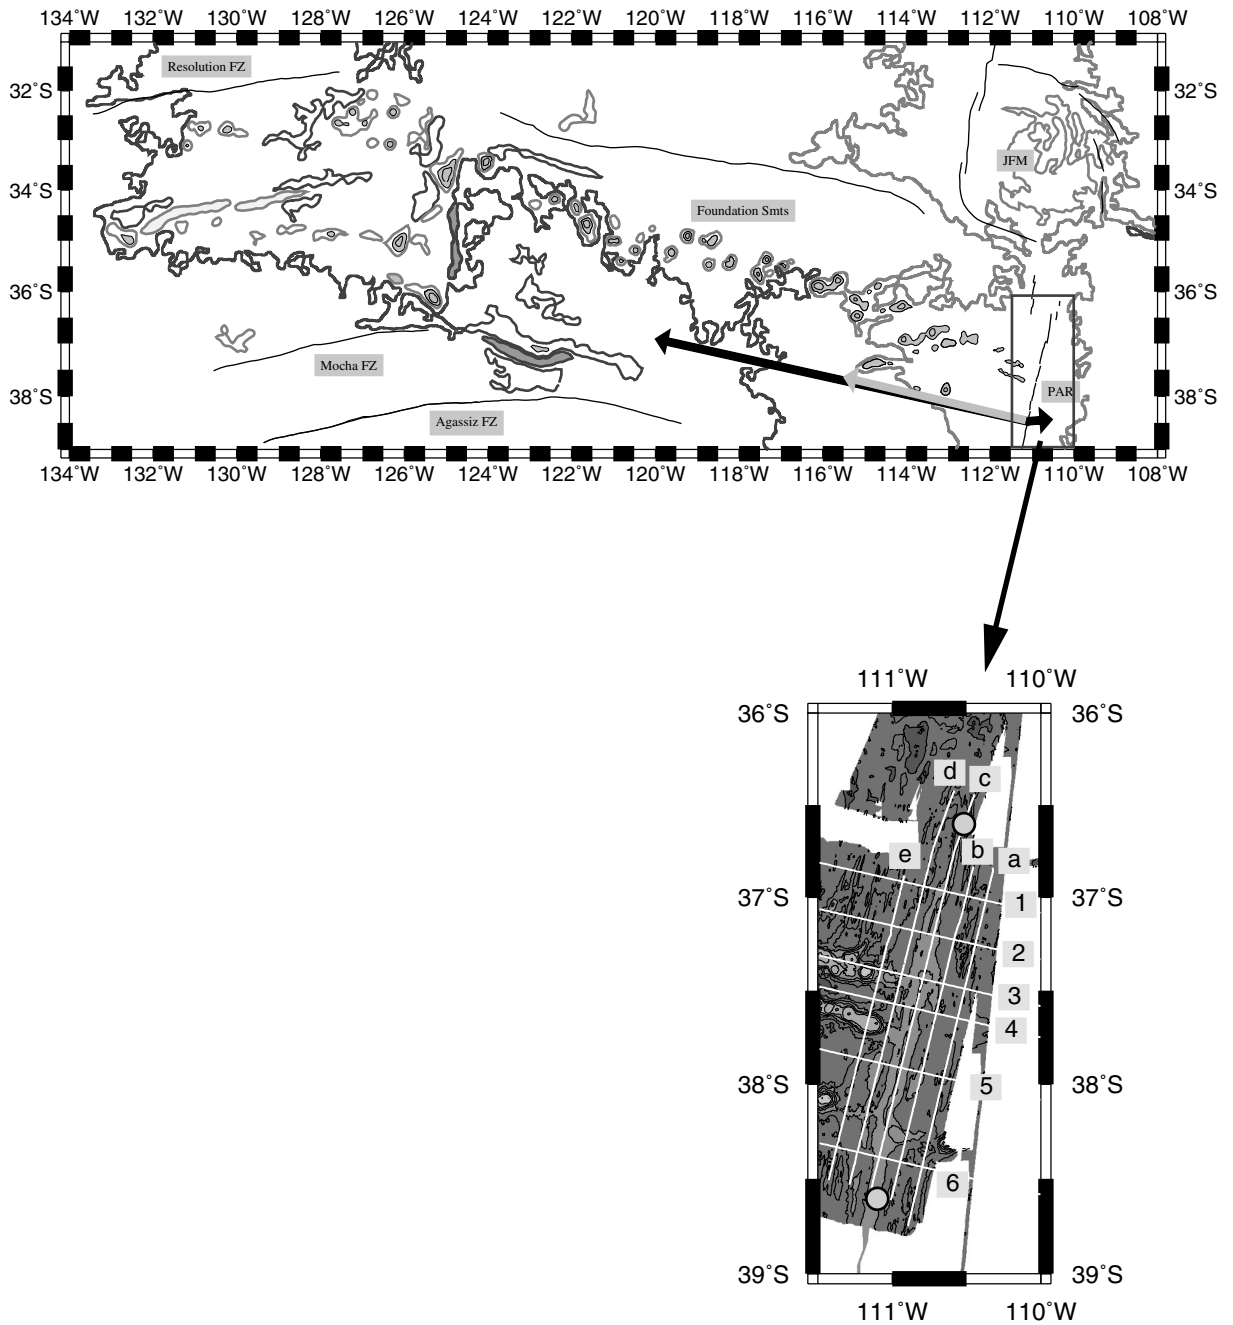 134˚W 132˚W 130˚W 128˚W 126˚W 124˚W 122˚W 120˚W 118˚W 116˚W 114˚W 112˚W 110˚W 108˚W
Resolution FZ
32˚S 32˚S
JFM
34˚S 34˚S
Foundation Smts
36˚S 36˚S
Mocha FZ
PAR
38˚S 38˚S
Agassiz FZ
134˚W 132˚W 130˚W 128˚W 126˚W 124˚W 122˚W 120˚W 118˚W 116˚W 114˚W 112˚W 110˚W 108˚W
111˚W 110˚W
36˚S 36˚S
d c
e b a
37˚S 1 37˚S
2
3
4
38˚S 5 38˚S
6
39˚S 39˚S
111˚W 110˚W